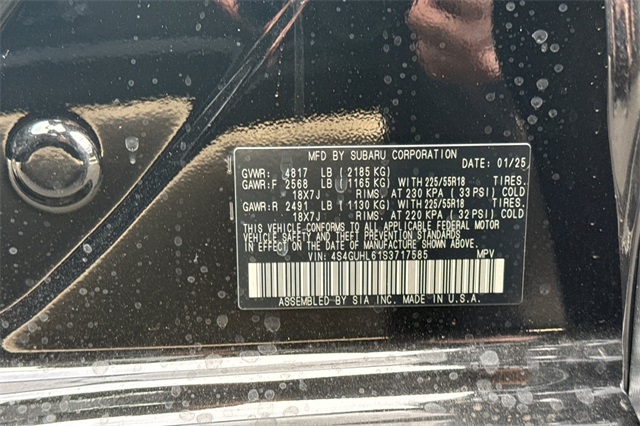 MFD BY SUBARU CORPORATION
DATE: 01/25
GVWR: 4817 LB ( 2185 KG)
GAWR:F 2568 LB ( 1165 KG) WITH 225/55R18 TIRES.
18X7J RIMS. AT 230 KPA ( 33 PSI) COLD
GAWR:R 2491 LB ( 1130 KG) WITH 225/55R18 TIRES.
18X7J RIMS. AT 220 KPA ( 32 PSI) COLD
THIS VEHICLE CONFORMS TO ALL APPLICABLE FEDERAL MOTOR
VEHICLE SAFETY AND THEFT PREVENTION STANDARDS
IN EFFECT ON THE DATE OF MANUFACTURE SHOWN ABOVE.
VIN: 4S4GUHL61S3717585 MPV
ASSEMBLED BY SIA INC. MADE IN U.S.A.